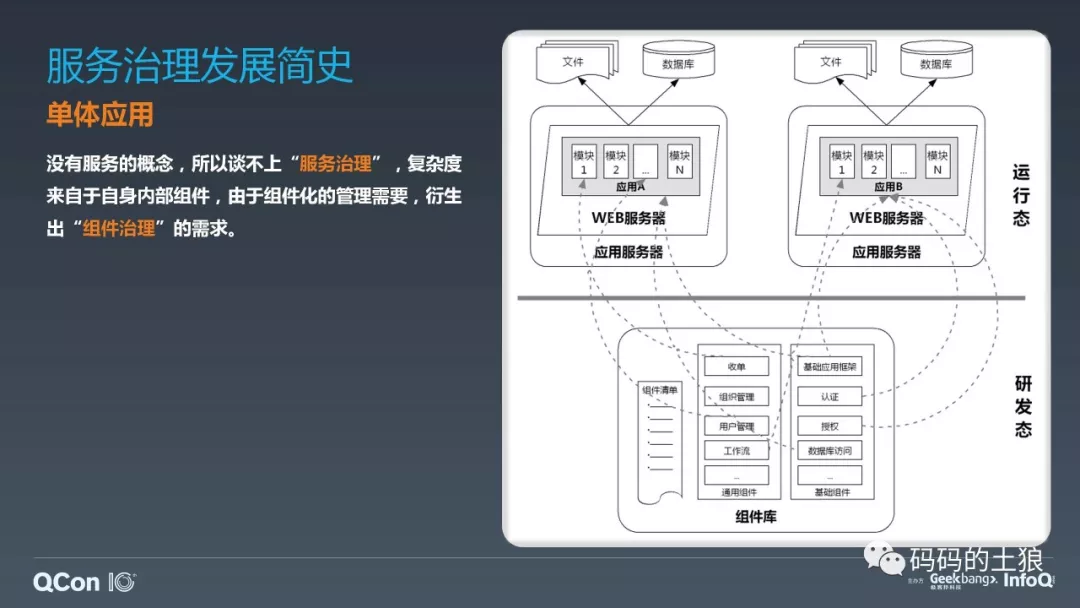 服务治理发展简史
单体应用
没有服务的概念，所以谈不上“服务治理”，复杂度
来自于自身内部组件，由于组件化的管理需要，衍生
出“组件治理”的需求。
文件
数据库
模块
1
模块
2
...
模块
N
应用A
WEB服务器
应用服务器
文件
数据库
模块
1
模块
2
...
模块
N
应用B
WEB服务器
应用服务器
运行态
组件清单
收单
组织管理
用户管理
工作流
...
通用组件
基础应用框架
认证
授权
数据库访问
...
基础组件
组件库
研发态
码码的土狼
QCon 10+
主办方
Geekbang>.
极客邦科技
InfoQ